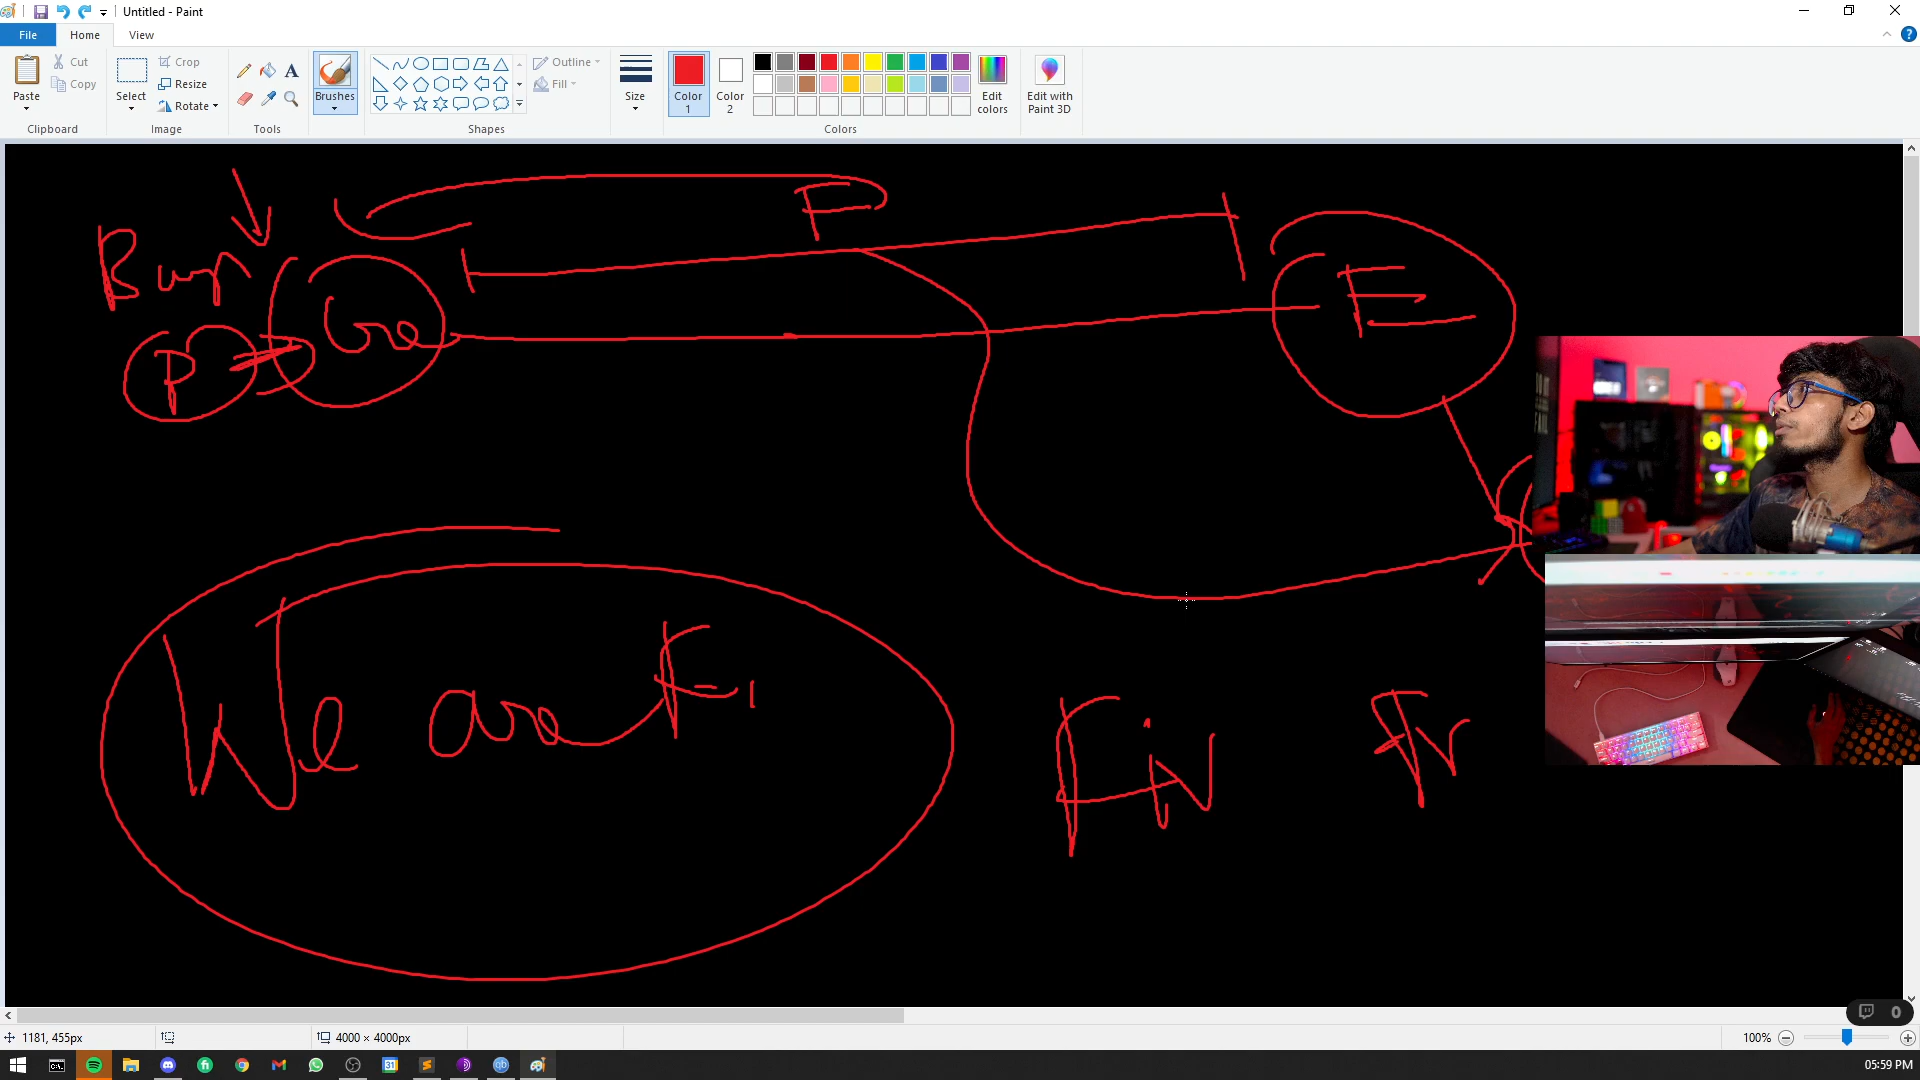 Untitled - Paint
File Home View
Paste
Cut
Copy
Clipboard
Select
Crop
Resize
Rotate
Image
Tools
Brushes
Outline
Fill
Shapes
Size
Color 1
Color 2
Edit colors
Colors
Edit with Paint 3D
F
E
P
We are
1181, 455px
4000 × 4000px
100%
0
05:59 PM